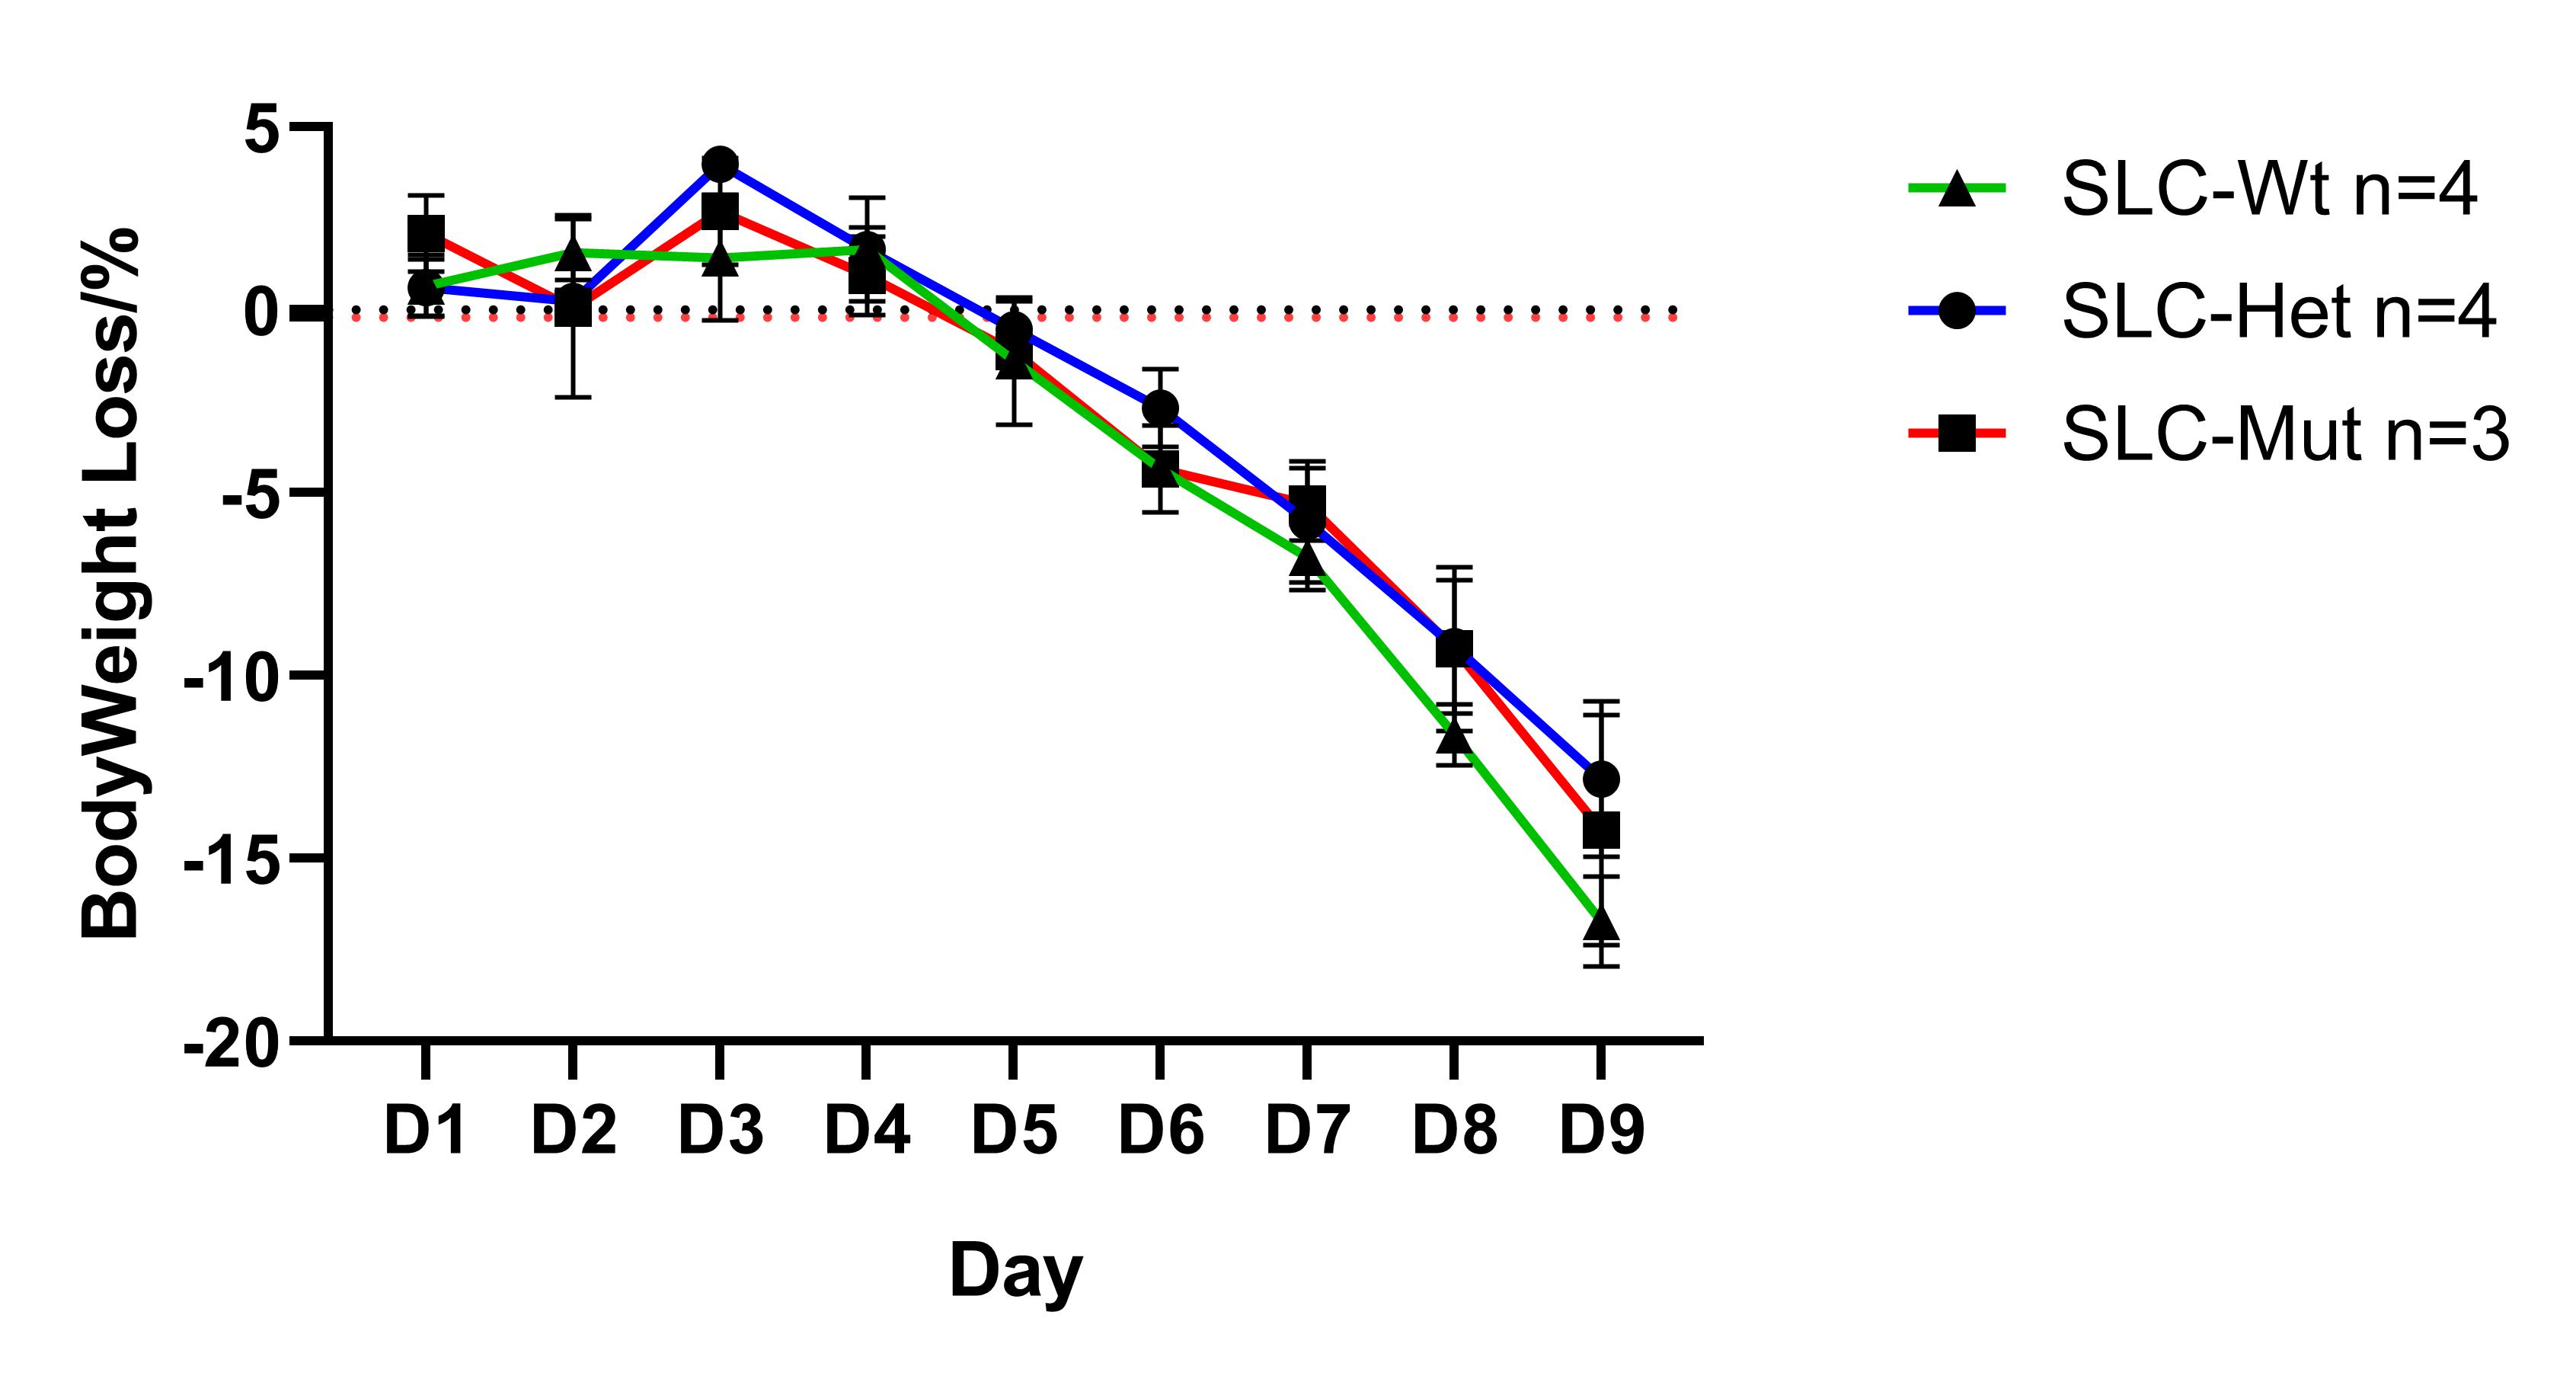 BodyWeight Loss/%
5
0
-5
-10
-15
-20
D1 D2 D3 D4 D5 D6 D7 D8 D9
Day
SLC-Wt n=4
SLC-Het n=4
SLC-Mut n=3